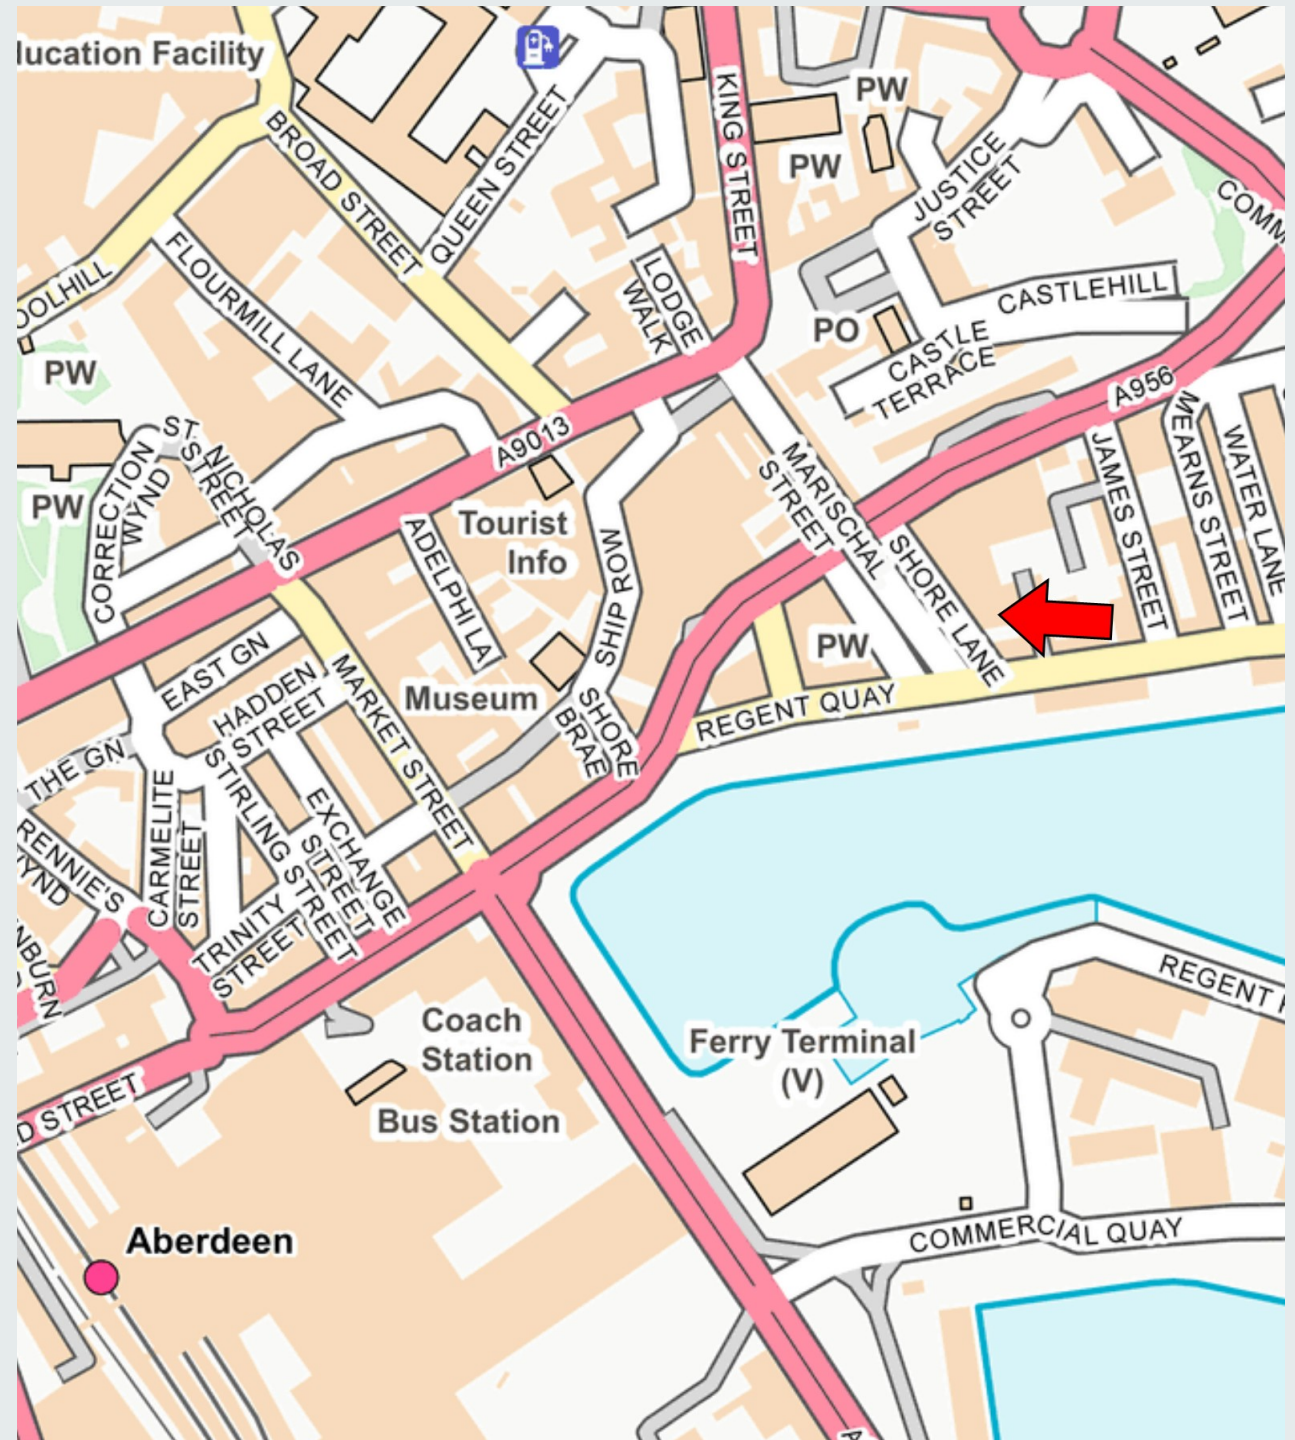 ducation Facility
BROAD STREET
QUEEN STREET
KING STREET
PW
PW
JUSTICE
STREET
COMM
OOLHILL
FLOURMILL LANE
LODGE
WALK
PO
CASTLEHILL
CASTLE
TERRACE
A956
PW
ST
NICHOLAS
STREET
STREET
CORRECTION
WYND
PW
A9013
Tourist
Info
MARISCHAL
STREET
SHORE LANE
JAMES STREET
MEARNS STREET
WATER LANE
ADELPHI LA
SHIP ROW
PW
EAST GN
HADDEN
STREET
MARKET STREET
Museum
SHORE
BRAE
REGENT QUAY
THE GN
STIRLING STREET
EXCHANGE
STREET
CARMELITE
STREET
RENNIE'S
WYND
TRINITY
STREET
NBURN
REGENT
Coach
Station
Ferry Terminal
(V)
Bus Station
D STREET
Aberdeen
COMMERCIAL QUAY
A